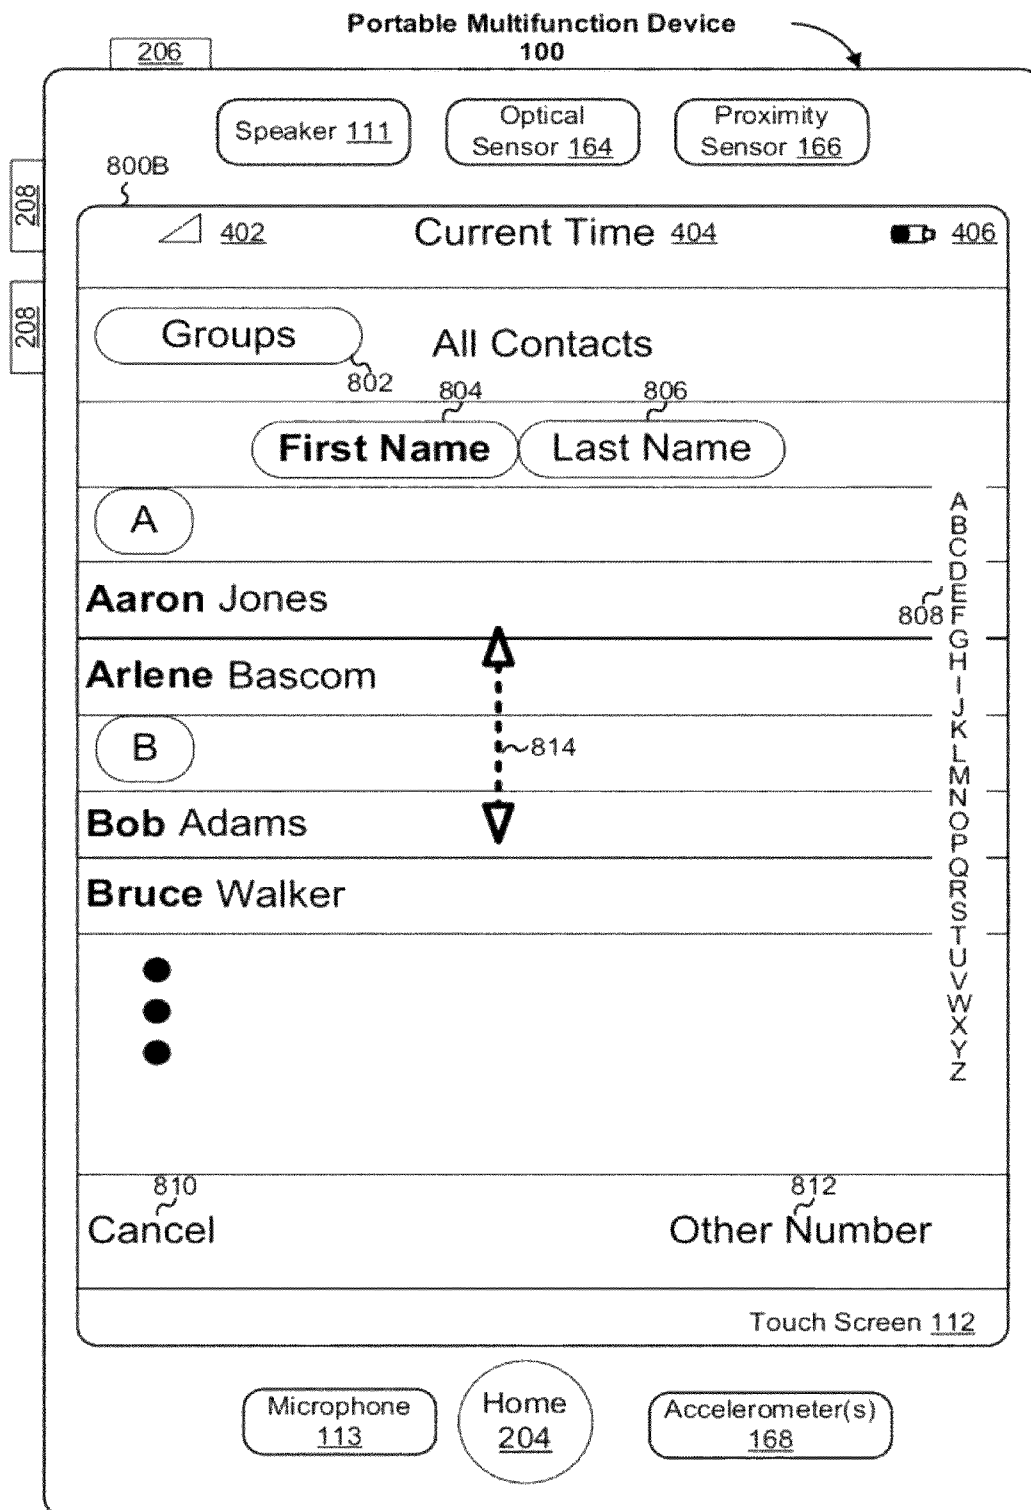 Portable Multifunction Device
100
206
Speaker 111
Optical
Sensor 164
Proximity
Sensor 166
800B
208
208
402
Current Time 404
406
Groups
802
All Contacts
804
806
First Name
Last Name
A
Aaron Jones
Arlene Bascom
B
814
Bob Adams
Bruce Walker
808
A
B
C
D
E
F
G
H
I
J
K
L
M
N
O
P
Q
R
S
T
U
V
W
X
Y
Z
810
Cancel
812
Other Number
Touch Screen 112
Microphone
113
Home
204
Accelerometer(s)
168